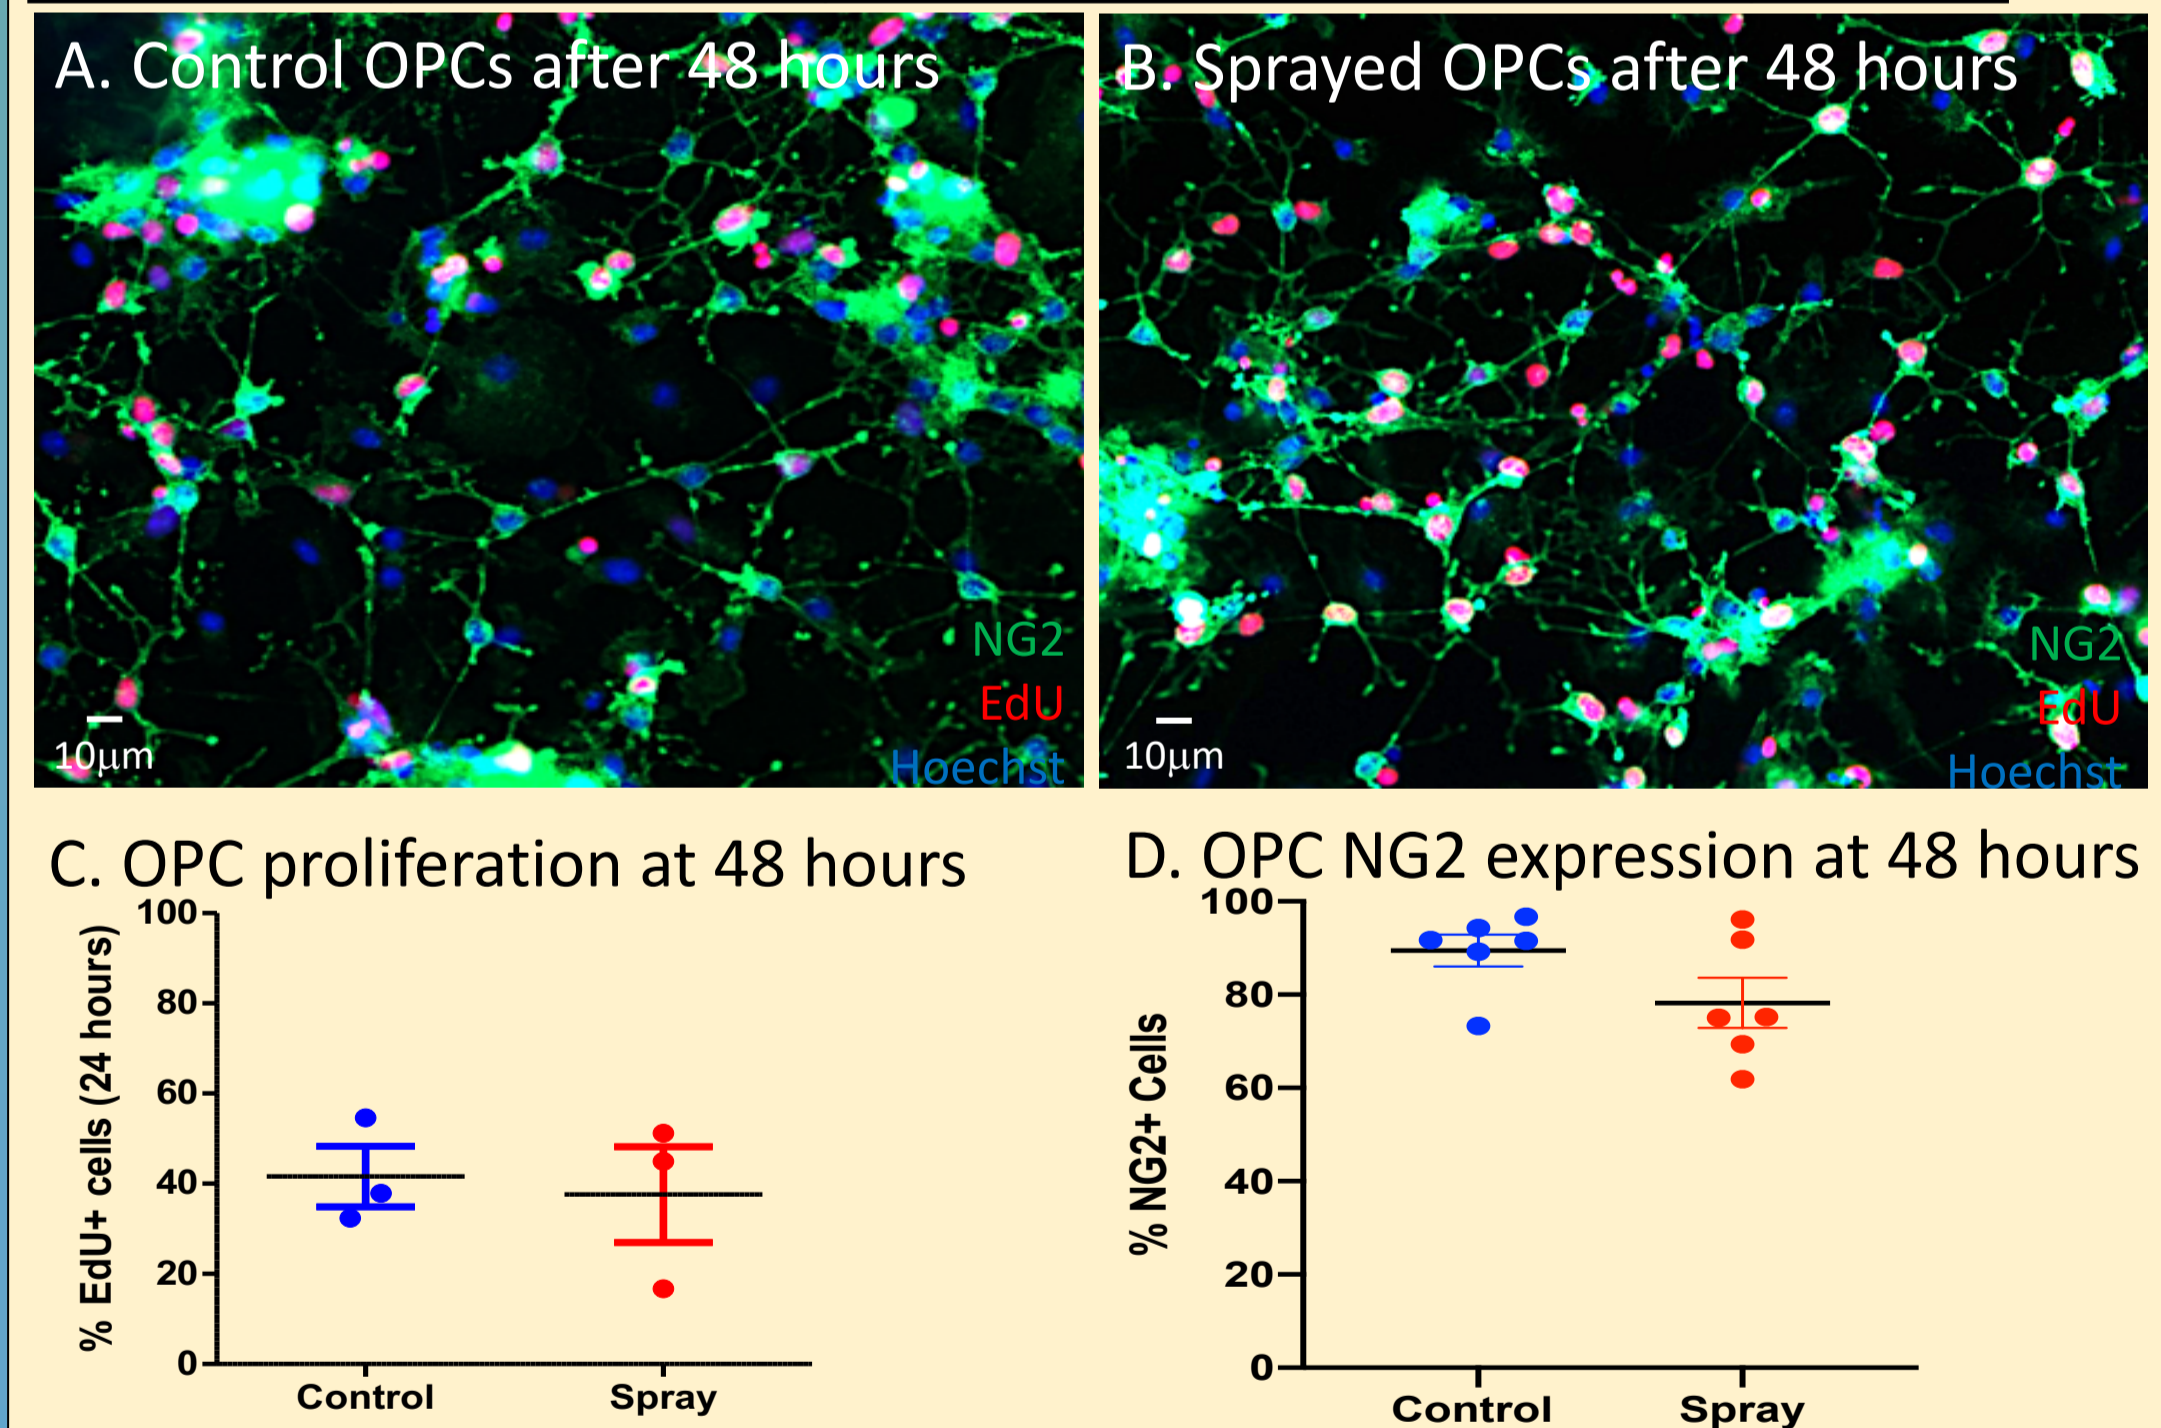 A. Control OPCs after 48 hours
NG2
EdU
Hoechst
10μm
B. Sprayed OPCs after 48 hours
NG2
EdU
Hoechst
10μm
C. OPC proliferation at 48 hours
% EdU+ cells (24 hours)
100
80
60
40
20
0
Control
Spray
D. OPC NG2 expression at 48 hours
% NG2+ Cells
100
80
60
40
20
0
Control
Spray